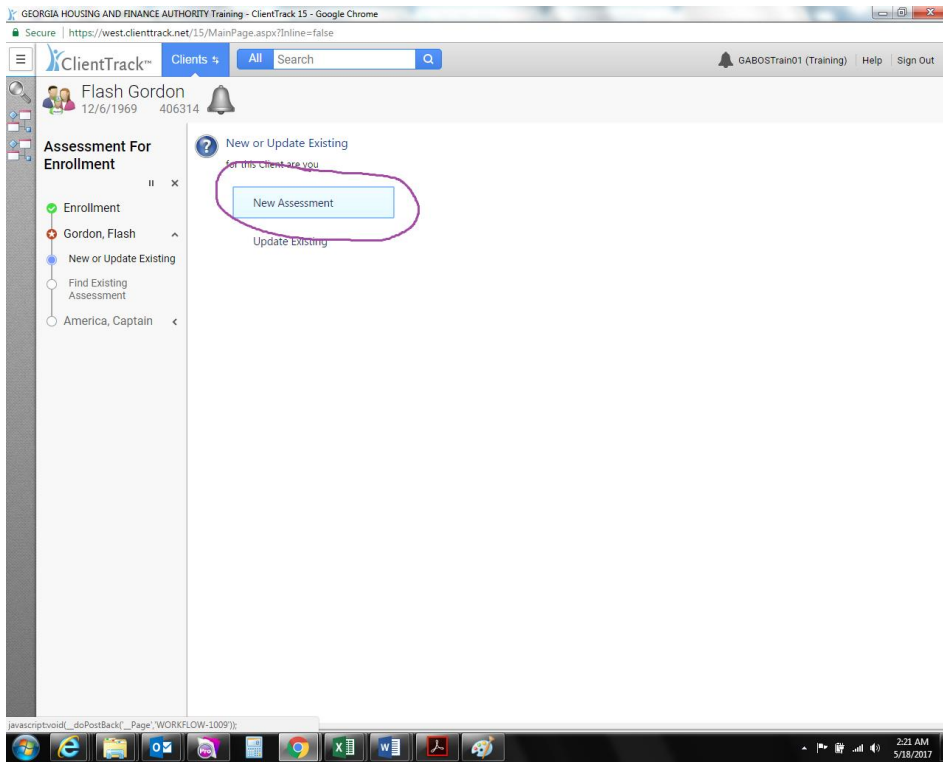 GEORGIA HOUSING AND FINANCE AUTHORITY Training - ClientTrack 15 - Google Chrome
Secure | https://west.clienttrack.net/15/MainPage.aspx?Inline=false
ClientTrack™ Clients All Search GABOSTrain01 (Training) Help Sign Out
Flash Gordon
12/6/1969 406314
Assessment For
Enrollment
Enrollment
Gordon, Flash
New or Update Existing
Find Existing
Assessment
America, Captain
New or Update Existing
for this Client are you
New Assessment
Update Existing
javascript:void(__doPostBack('__Page','WORKFLOW-1009'));
Pro
2:21 AM
5/18/2017